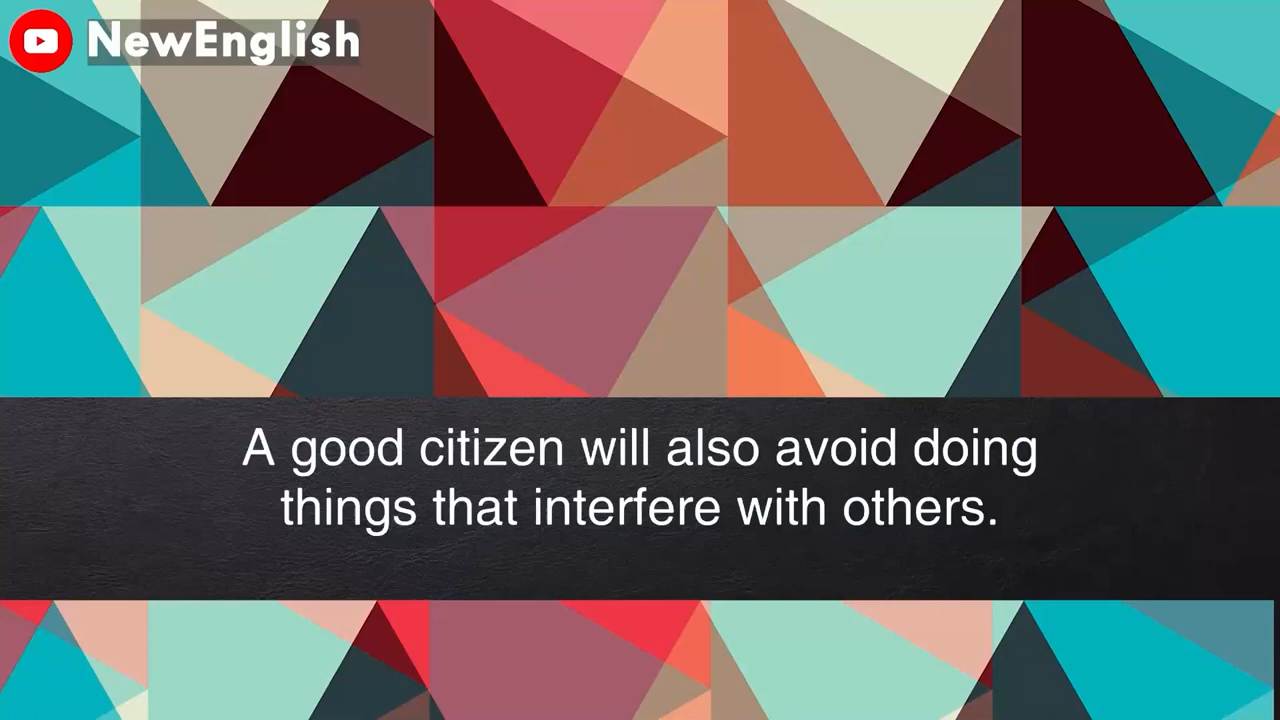 NewEnglish
A good citizen will also avoid doing
things that interfere with others.